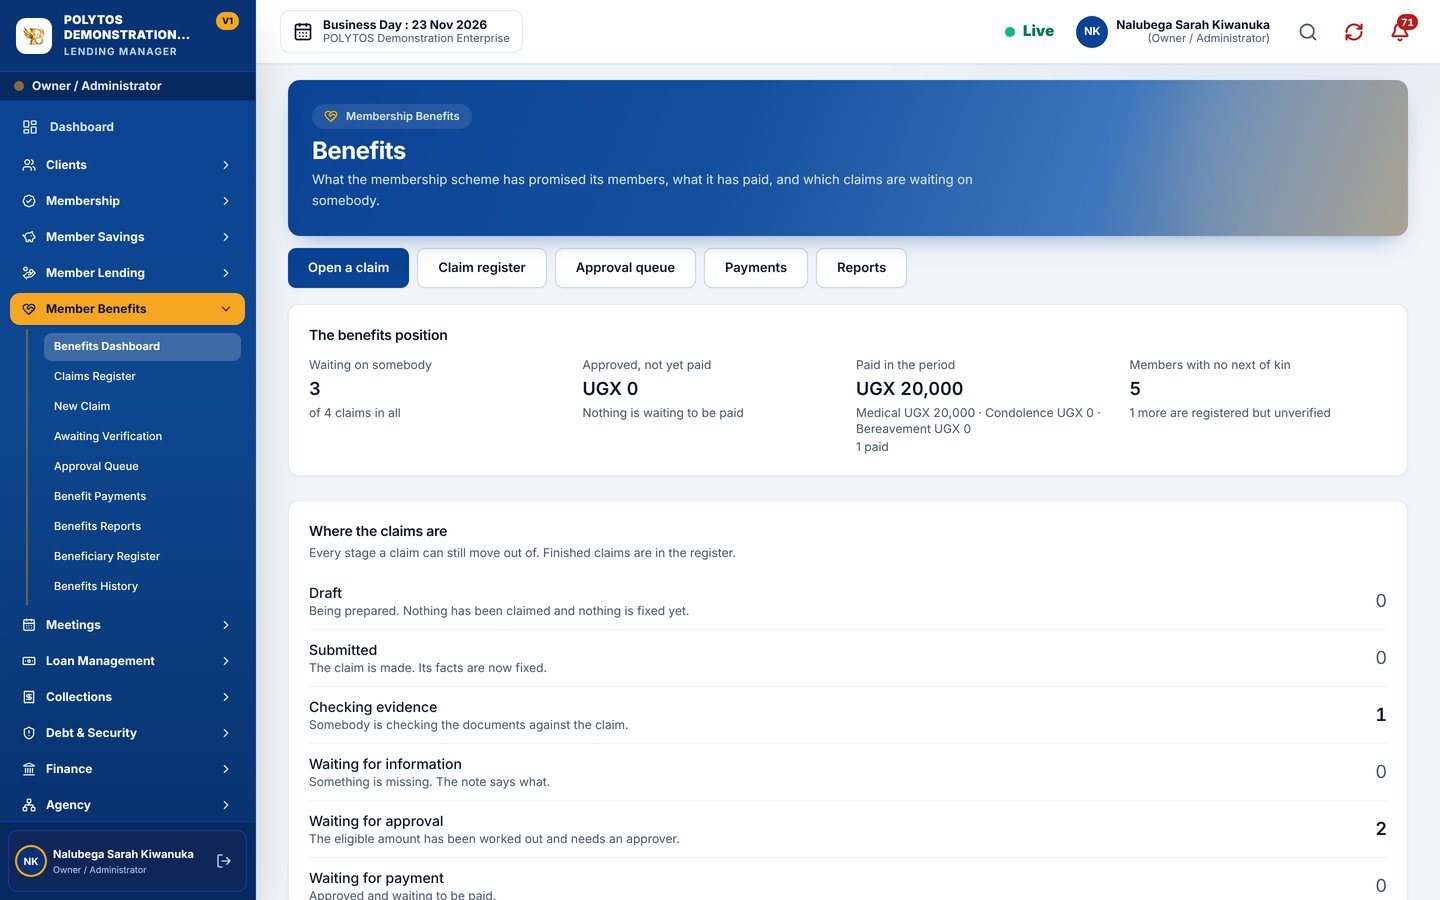 POLYTOS
DEMONSTRATION...
LENDING MANAGER
V1
Owner / Administrator
Dashboard
Clients
Membership
Member Savings
Member Lending
Member Benefits
Benefits Dashboard
Claims Register
New Claim
Awaiting Verification
Approval Queue
Benefit Payments
Benefits Reports
Beneficiary Register
Benefits History
Meetings
Loan Management
Collections
Debt & Security
Finance
Agency
NK
Nalubega Sarah Kiwanuka
Owner / Administrator
Business Day : 23 Nov 2026
POLYTOS Demonstration Enterprise
Live
NK
Nalubega Sarah Kiwanuka
(Owner / Administrator)
71
Membership Benefits
Benefits
What the membership scheme has promised its members, what it has paid, and which claims are waiting on
somebody.
Open a claim
Claim register
Approval queue
Payments
Reports
The benefits position
Waiting on somebody
3
of 4 claims in all
Approved, not yet paid
UGX 0
Nothing is waiting to be paid
Paid in the period
UGX 20,000
Medical UGX 20,000 · Condolence UGX 0 ·
Bereavement UGX 0
1 paid
Members with no next of kin
5
1 more are registered but unverified
Where the claims are
Every stage a claim can still move out of. Finished claims are in the register.
Draft
Being prepared. Nothing has been claimed and nothing is fixed yet.
0
Submitted
The claim is made. Its facts are now fixed.
0
Checking evidence
Somebody is checking the documents against the claim.
1
Waiting for information
Something is missing. The note says what.
0
Waiting for approval
The eligible amount has been worked out and needs an approver.
2
Waiting for payment
Approved and waiting to be paid.
0